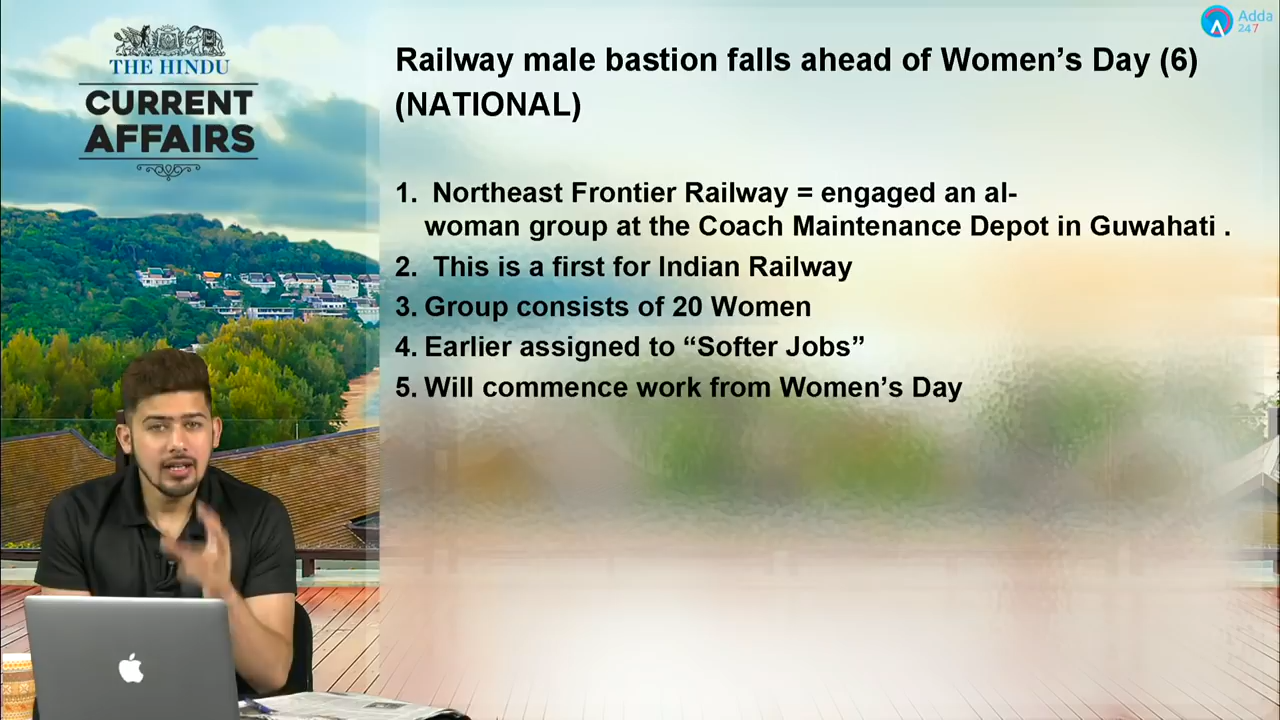 THE HINDU
CURRENT
AFFAIRS
Adda
247
Railway male bastion falls ahead of Women’s Day (6)
(NATIONAL)
1. Northeast Frontier Railway = engaged an al-
woman group at the Coach Maintenance Depot in Guwahati .
2. This is a first for Indian Railway
3. Group consists of 20 Women
4. Earlier assigned to “Softer Jobs”
5. Will commence work from Women’s Day